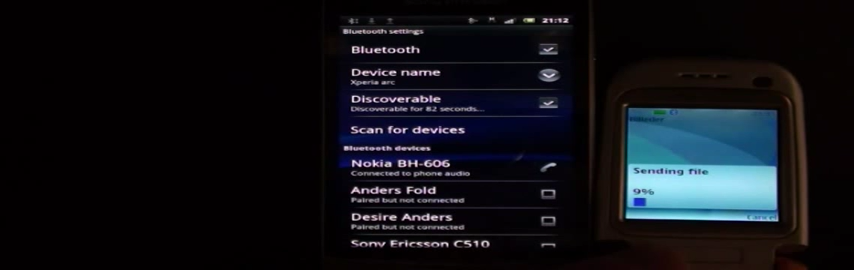 21:12
Bluetooth settings
Bluetooth
Device name
Xperia arc
Discoverable
Discoverable for 82 seconds...
Scan for devices
Bluetooth devices
Nokia BH-606
Connected to phone audio
Anders Fold
Paired but not connected
Desire Anders
Paired but not connected
Sony Ericsson C510
Sending file
9%
Cancel